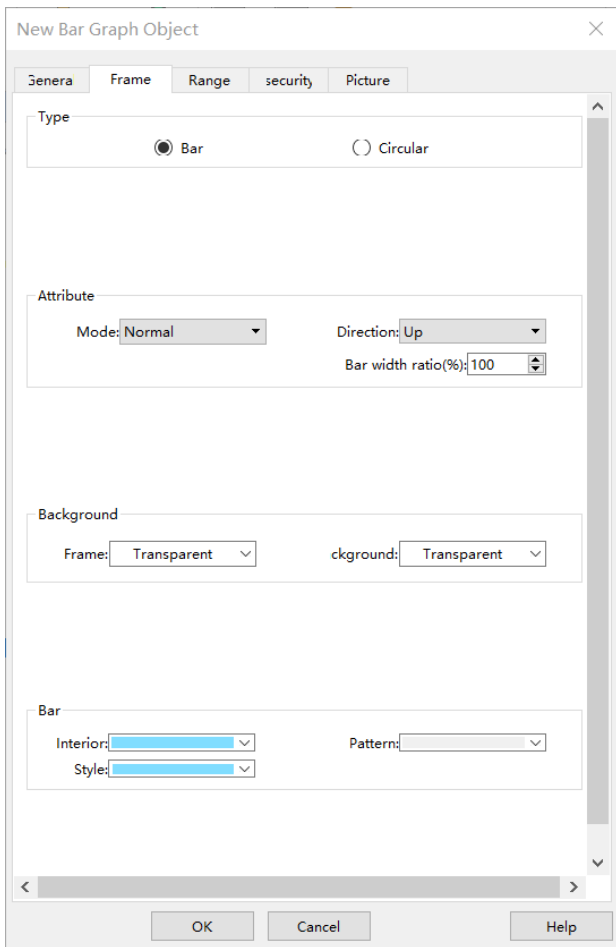 New Bar Graph Object
Genera Frame Range security Picture
Type
Bar Circular
Attribute
Mode: Normal Direction: Up
Bar width ratio(%): 100
Background
Frame: Transparent ckground: Transparent
Bar
Interior: Pattern:
Style:
OK Cancel Help